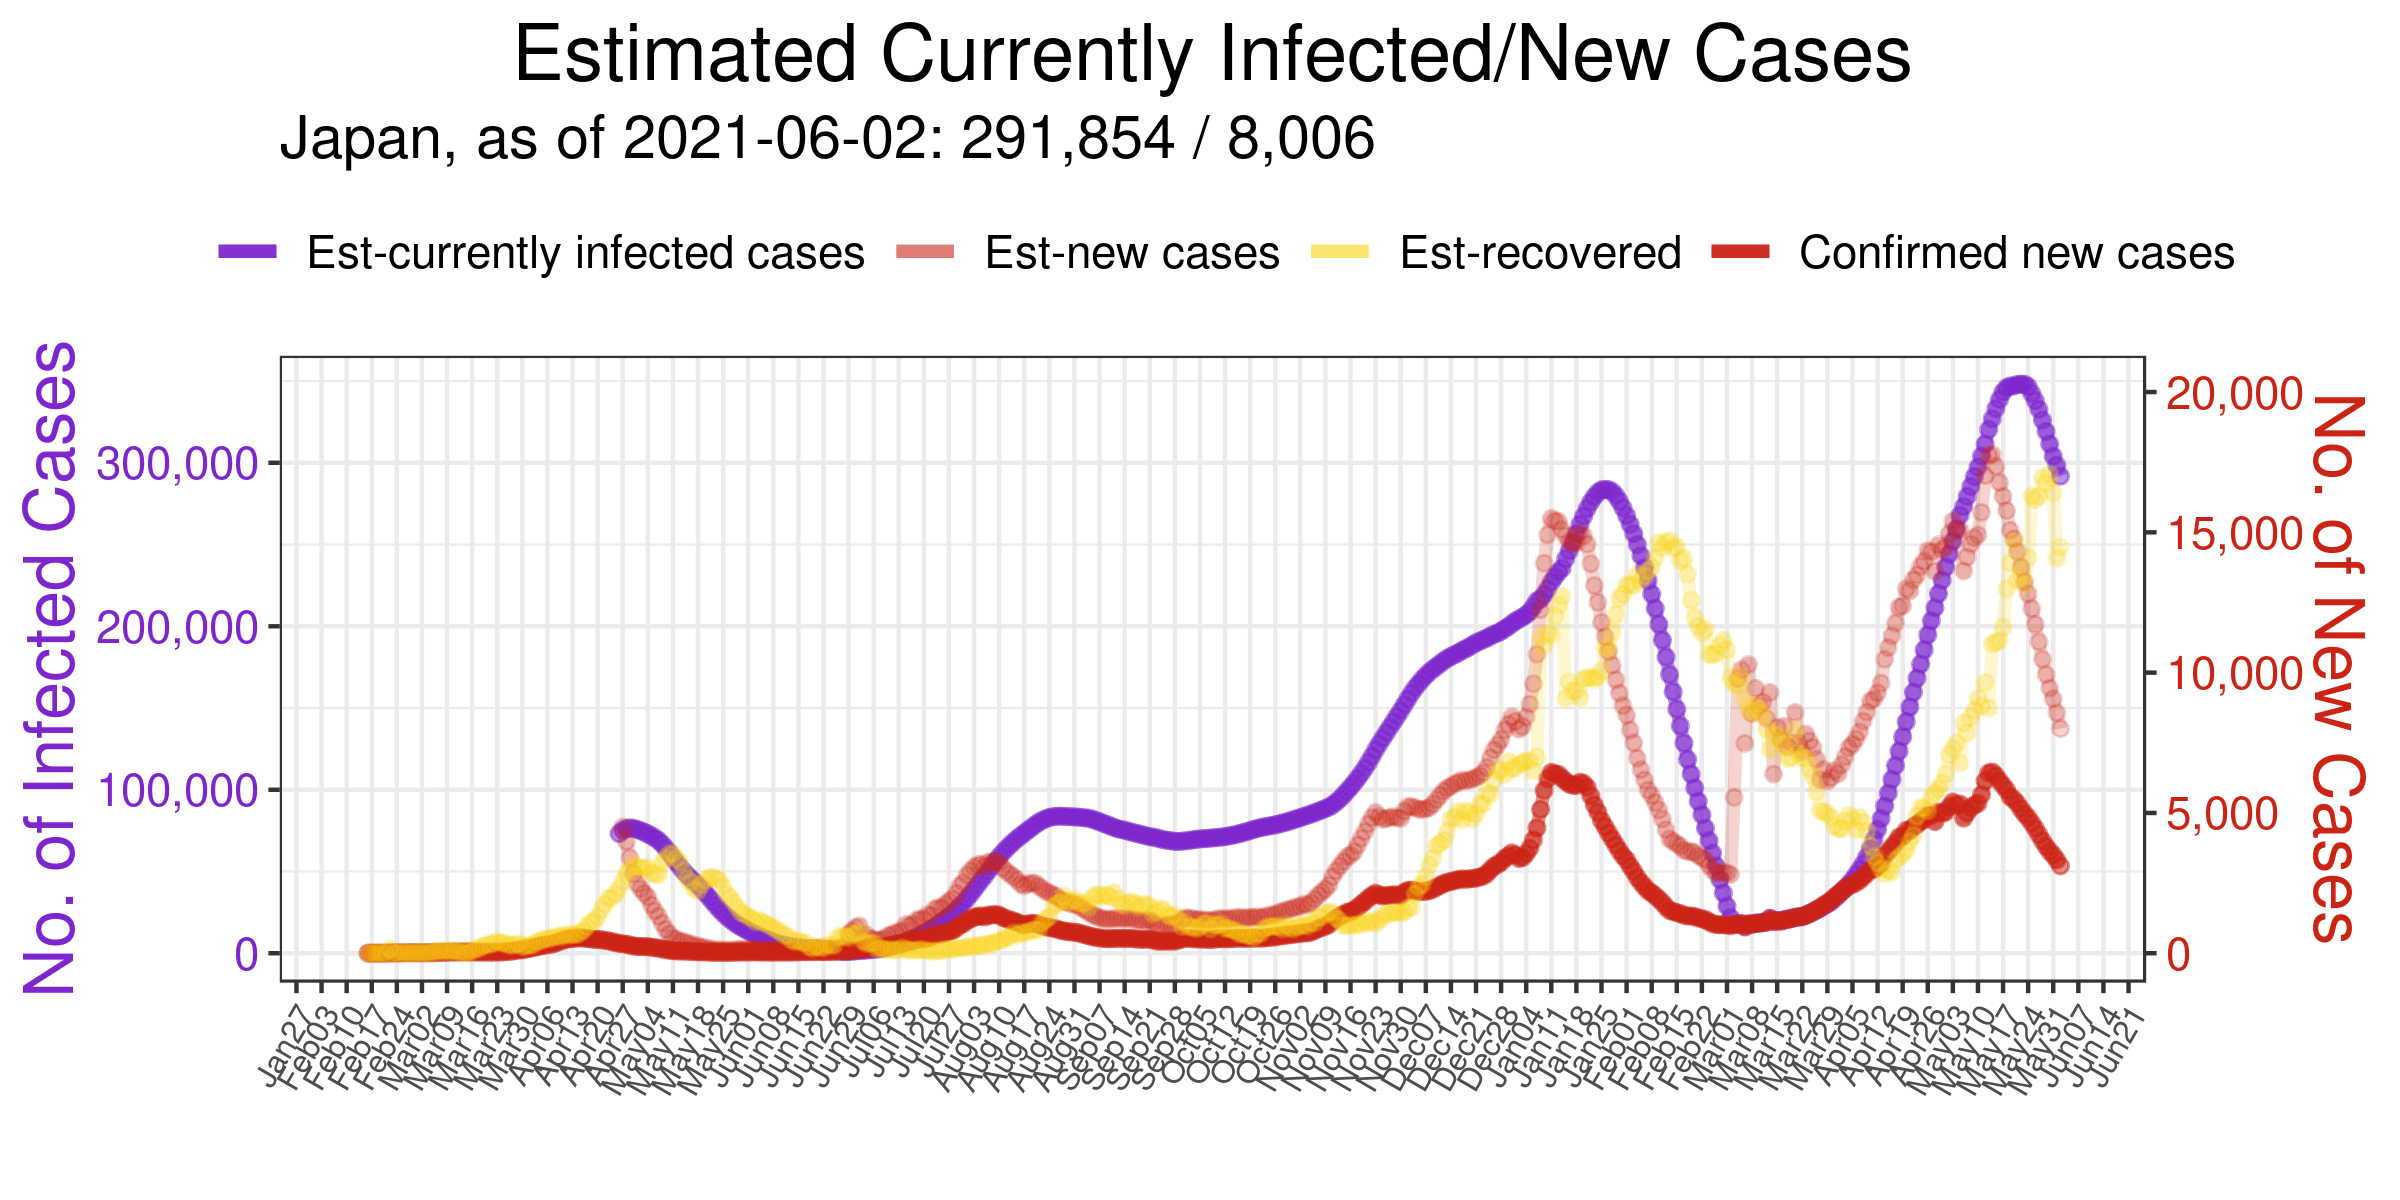 Estimated Currently Infected/New Cases
Japan, as of 2021-06-02: 291,854 / 8,006
Est-currently infected cases
Est-new cases
Est-recovered
Confirmed new cases
No. of Infected Cases
300,000
200,000
100,000
0
20,000
15,000
10,000
5,000
0
No. of New Cases
Jan27
Feb03
Feb10
Feb17
Feb24
Mar02
Mar09
Mar16
Mar23
Mar30
Apr06
Apr13
Apr20
Apr27
May04
May11
May18
May25
Jun01
Jun08
Jun15
Jun22
Jun29
Jul06
Jul13
Jul20
Jul27
Aug03
Aug10
Aug17
Aug24
Aug31
Sep07
Sep14
Sep21
Sep28
Oct05
Oct12
Oct19
Oct26
Nov02
Nov09
Nov16
Nov23
Nov30
Dec07
Dec14
Dec21
Dec28
Jan04
Jan11
Jan18
Jan25
Feb01
Feb08
Feb15
Feb22
Mar01
Mar08
Mar15
Mar22
Mar29
Apr05
Apr12
Apr19
Apr26
May03
May10
May17
May24
May31
Jun07
Jun14
Jun21